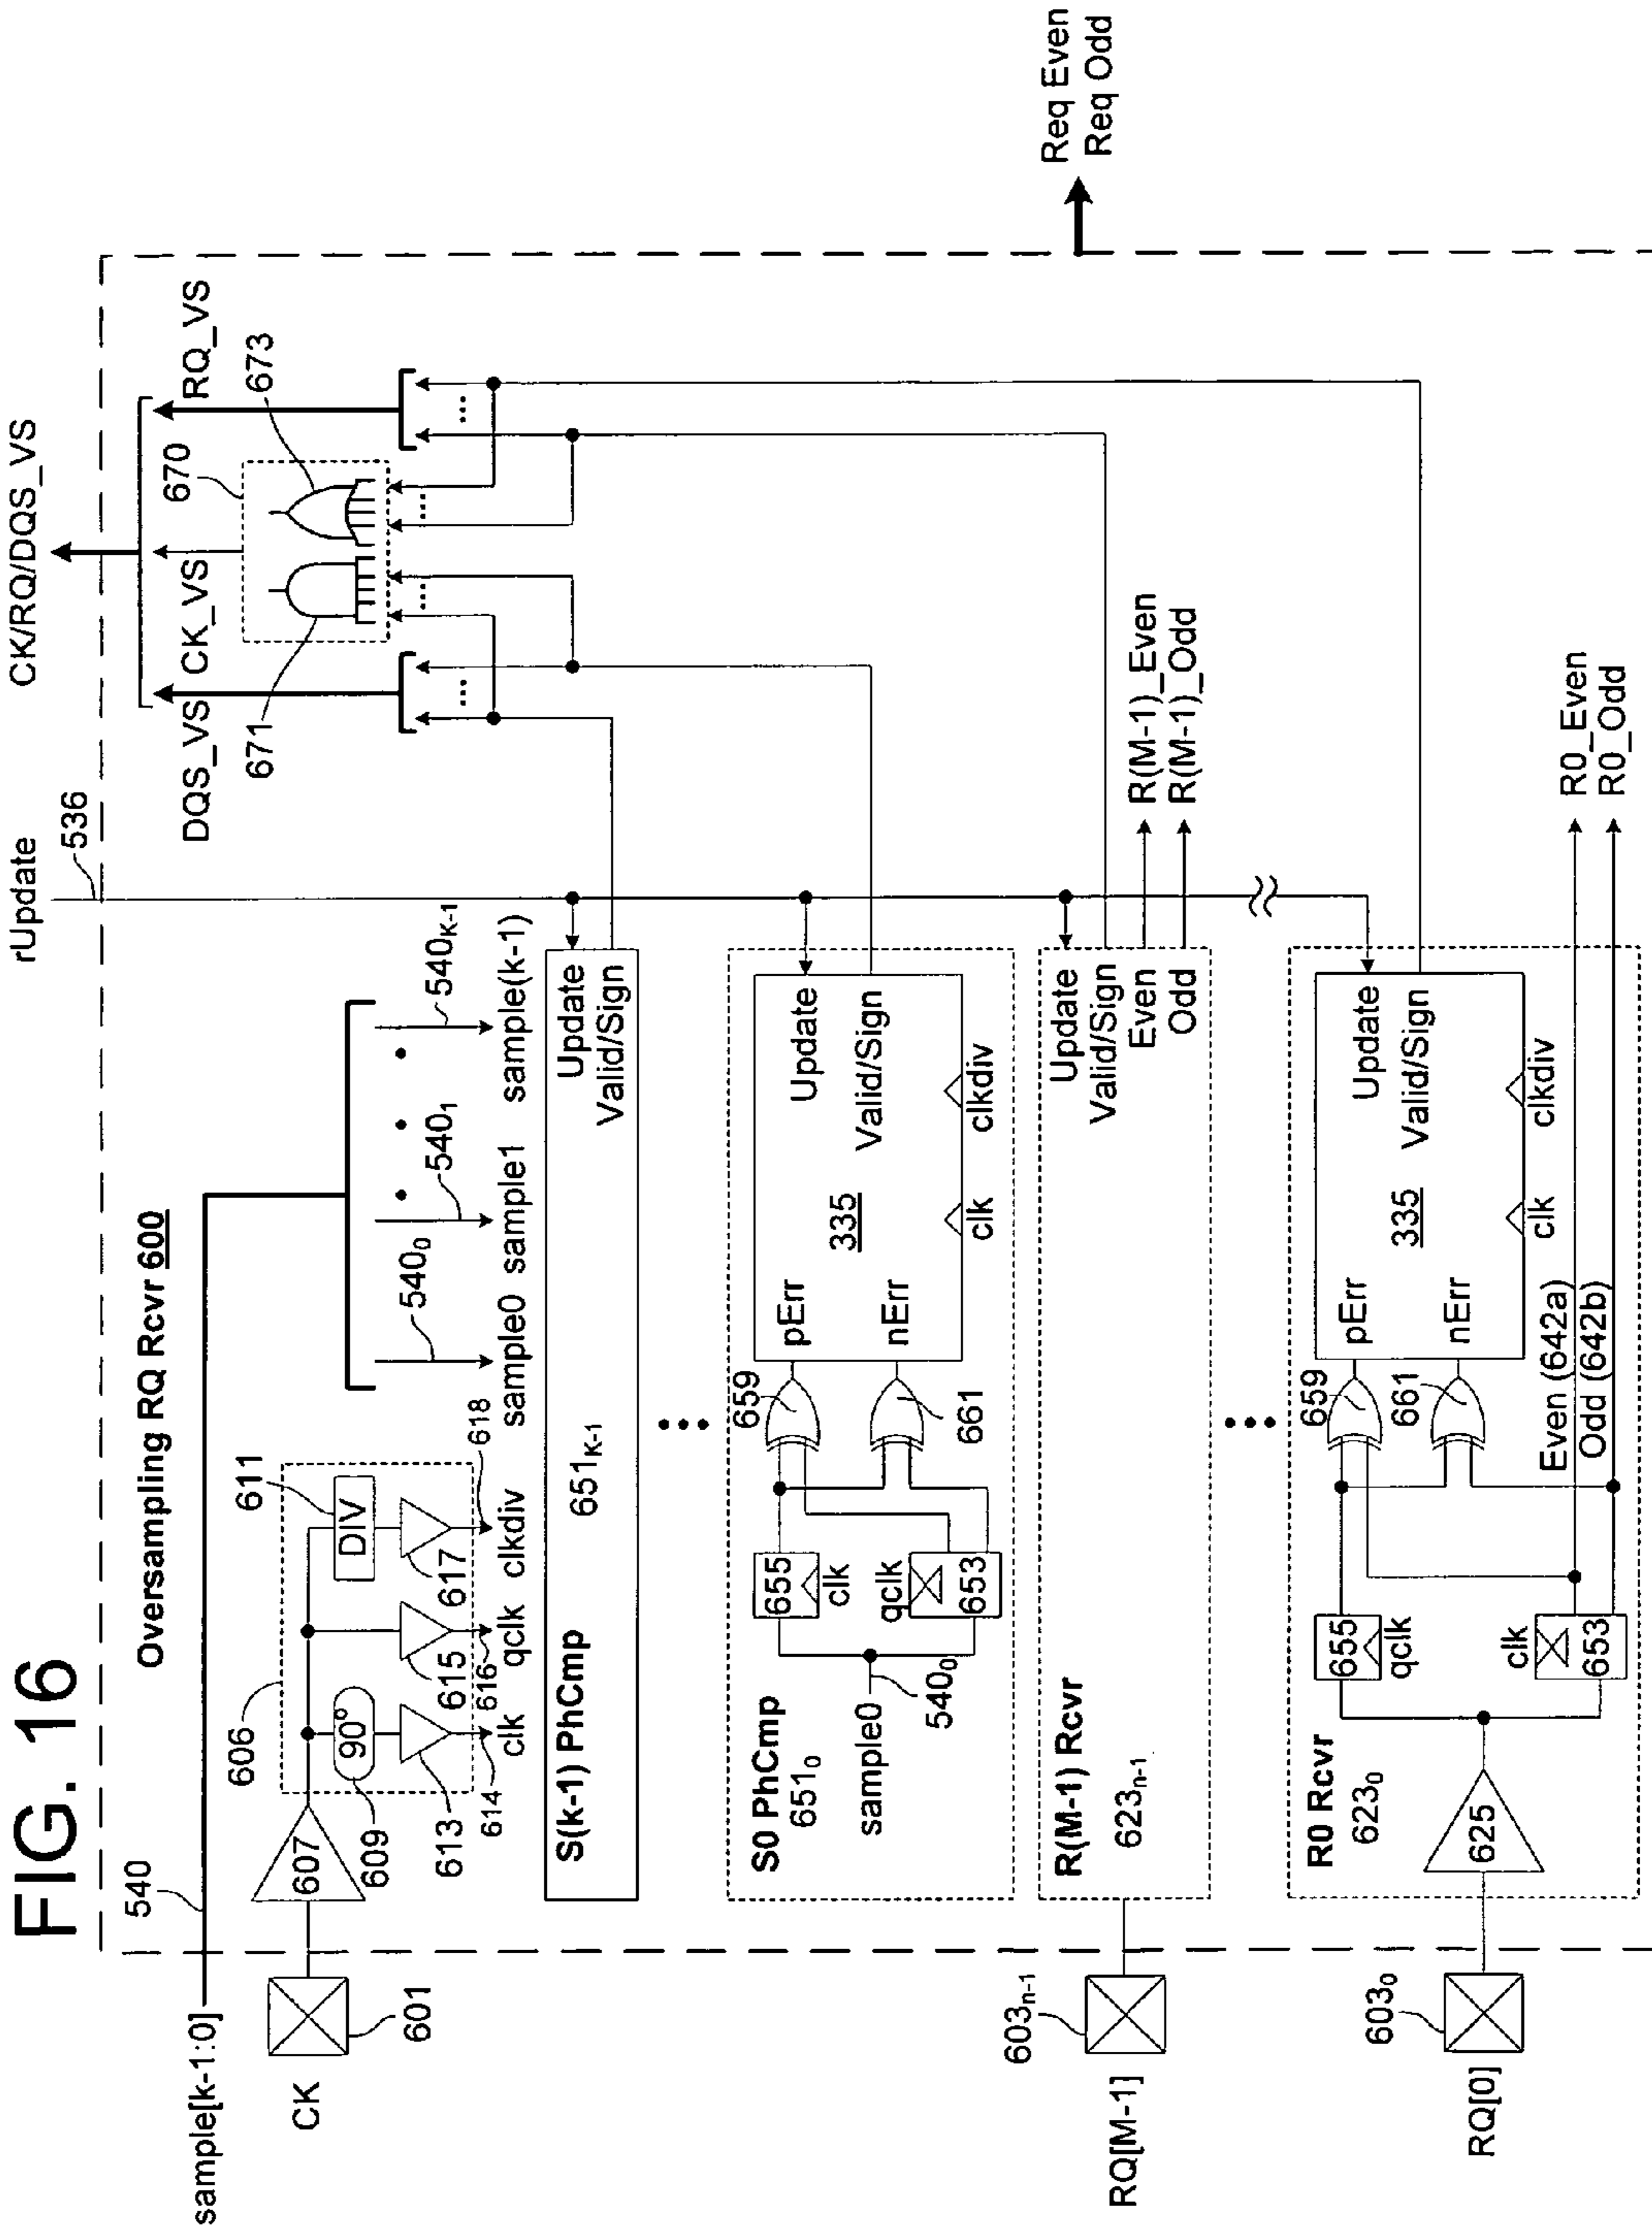 FIG. 16
sample[k-1:0]
540
Oversampling RQ Rcvr 600
rUpdate
536
CK/RQ/DQS_VS
CK
601
607
606
90°
609
613
614
clk
615
616
qclk
DIV
611
617
618
clkdiv
540₀
sample0
540₁
sample1
540K-1
sample(k-1)
DQS_VS
CK_VS
RQ_VS
670
671
673
...
...
...
...
S(k-1) PhCmp
651K-1
Update
Valid/Sign
S0 PhCmp
651₀
sample0
540₀
655
clk
qclk
653
659
661
pErr
nErr
335
Update
Valid/Sign
clk
clkdiv
RQ[M-1]
603n-1
R(M-1) Rcvr
623n-1
Update
Valid/Sign
Even
Odd
R(M-1)_Even
R(M-1)_Odd
RQ[0]
603₀
R0 Rcvr
623₀
625
655
qclk
clk
653
659
661
pErr
nErr
335
Update
Valid/Sign
clk
clkdiv
Even (642a)
Odd (642b)
R0_Even
R0_Odd
Req Even
Req Odd